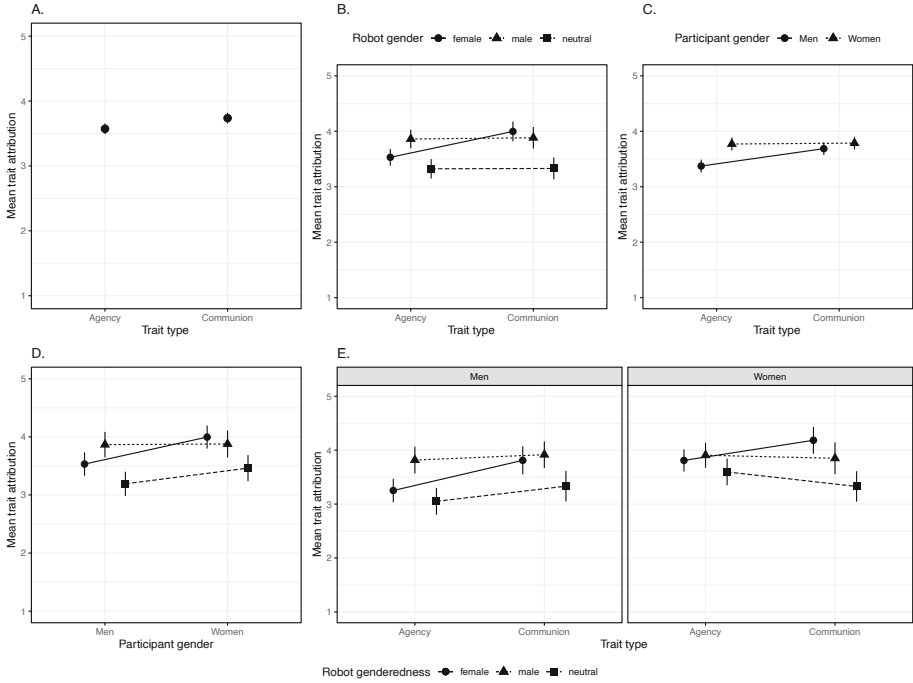 A.
5
4
3
2
1
Mean trait attribution
Agency Communion
Trait type
B.
Robot gender female male neutral
5
4
3
2
1
Mean trait attribution
Agency Communion
Trait type
C.
Participant gender Men Women
5
4
3
2
1
Mean trait attribution
Agency Communion
Trait type
D.
5
4
3
2
1
Mean trait attribution
Men Women
Participant gender
E.
Men Women
5
4
3
2
1
Mean trait attribution
Agency Communion Agency Communion
Trait type
Robot genderedness female male neutral